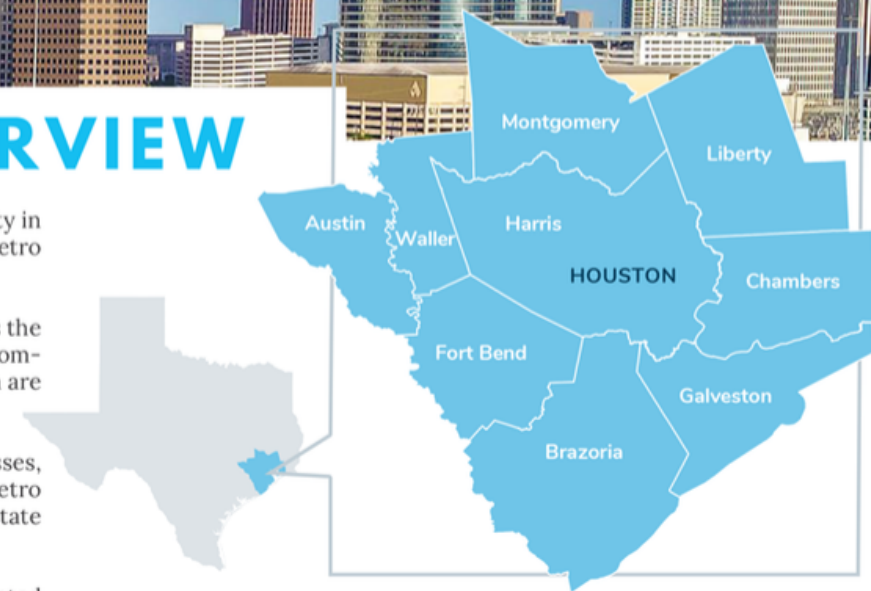 RVIEW
ty in
etro
s the
om-
are
sses,
etro
tate
Montgomery
Liberty
Austin
Waller
Harris
HOUSTON
Chambers
Fort Bend
Galveston
Brazoria